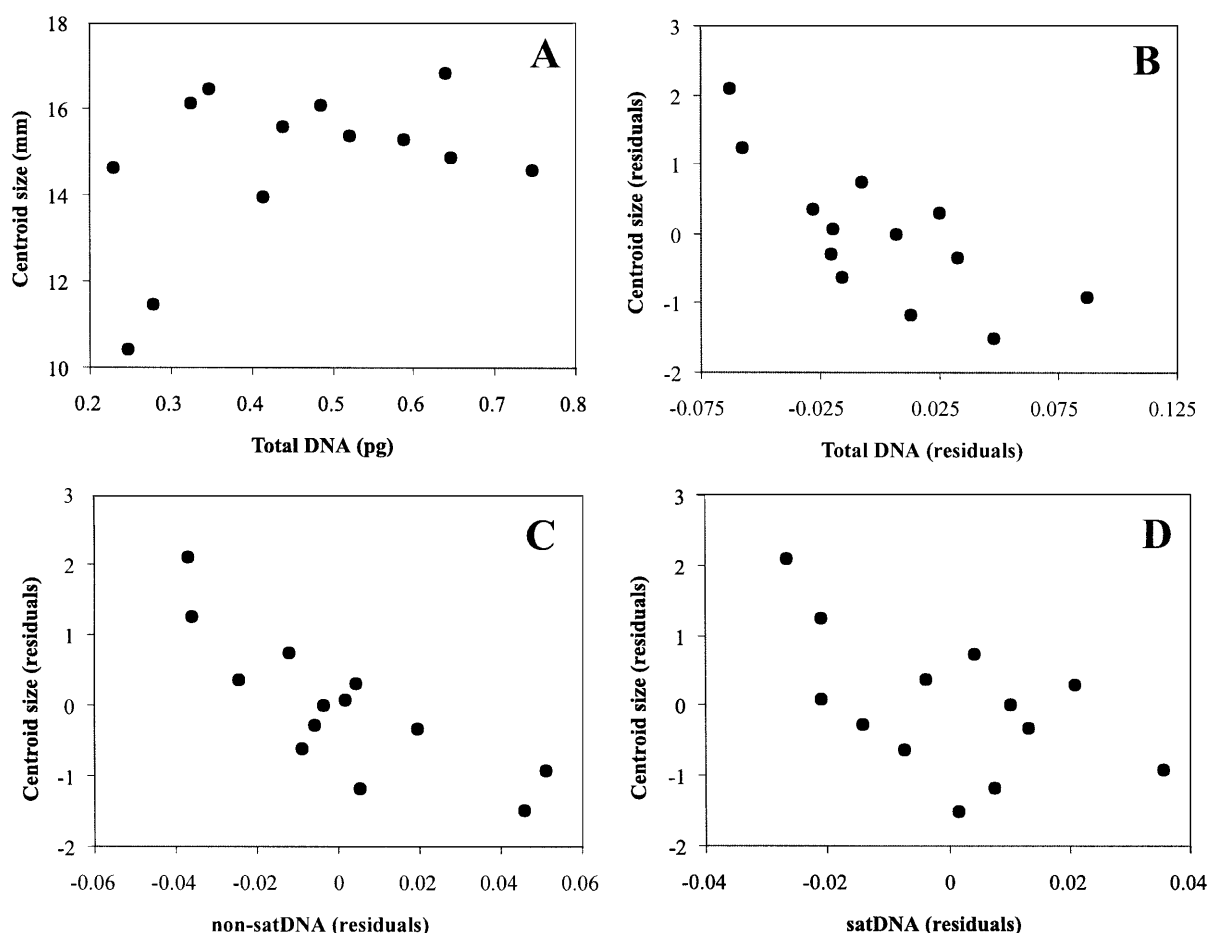 A
Centroid size (mm)
18
16
14
12
10
0.2 0.3 0.4 0.5 0.6 0.7 0.8
Total DNA (pg)
B
Centroid size (residuals)
3
2
1
0
-1
-2
-0.075 -0.025 0.025 0.075 0.125
Total DNA (residuals)
C
Centroid size (residuals)
3
2
1
0
-1
-2
-0.06 -0.04 -0.02 0 0.02 0.04 0.06
non-satDNA (residuals)
D
Centroid size (residuals)
3
2
1
0
-1
-2
-0.04 -0.02 0 0.02 0.04
satDNA (residuals)